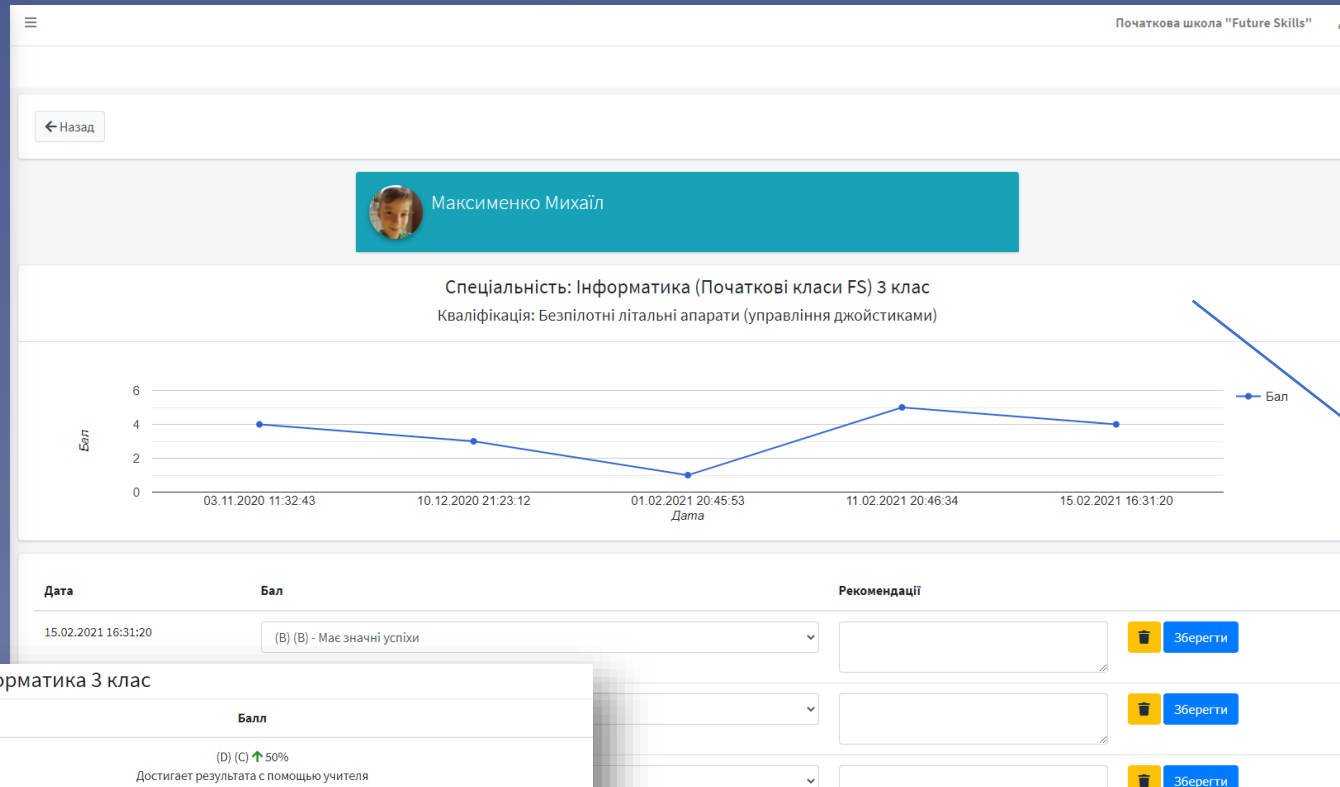 Початкова школа "Future Skills"
Назад
Максименко Михаїл
Спеціальність: Інформатика (Початкові класи FS) 3 клас
Кваліфікація: Безпілотні літальні апарати (управління джойстиками)
6
4
2
0
Бал
Бал
03.11.2020 11:32:43 10.12.2020 21:23:12 01.02.2021 20:45:53 11.02.2021 20:46:34 15.02.2021 16:31:20
Дата
Дата Бал Рекомендації
15.02.2021 16:31:20 (B) (B) - Має значні успіхи Зберегти
Зберегти
Зберегти
орматика 3 клас
Балл
(D) (C) 50%
Достигает результата с помощью учителя